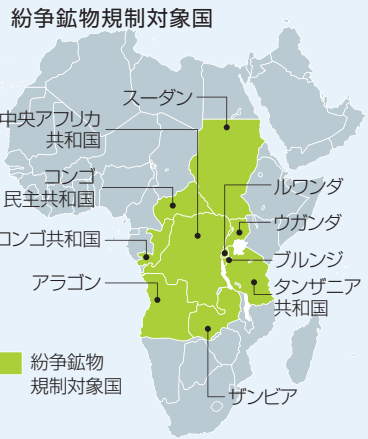 紛争鉱物規制対象国
スーダン
中央アフリカ
共和国
コンゴ
民主共和国
コンゴ共和国
アラゴン
ルワンダ
ウガンダ
ブルンジ
タンザニア
共和国
ザンビア
紛争鉱物
規制対象国